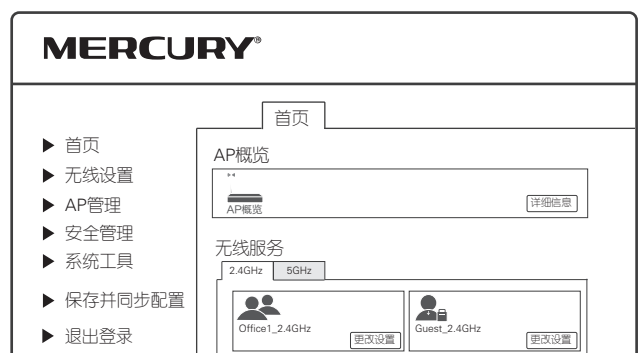 MERCURY®
首页
首页
无线设置
AP管理
安全管理
系统工具
保存并同步配置
退出登录
AP概览
AP概览
详细信息
无线服务
2.4GHz 5GHz
Office1_2.4GHz 更改设置
Guest_2.4GHz 更改设置